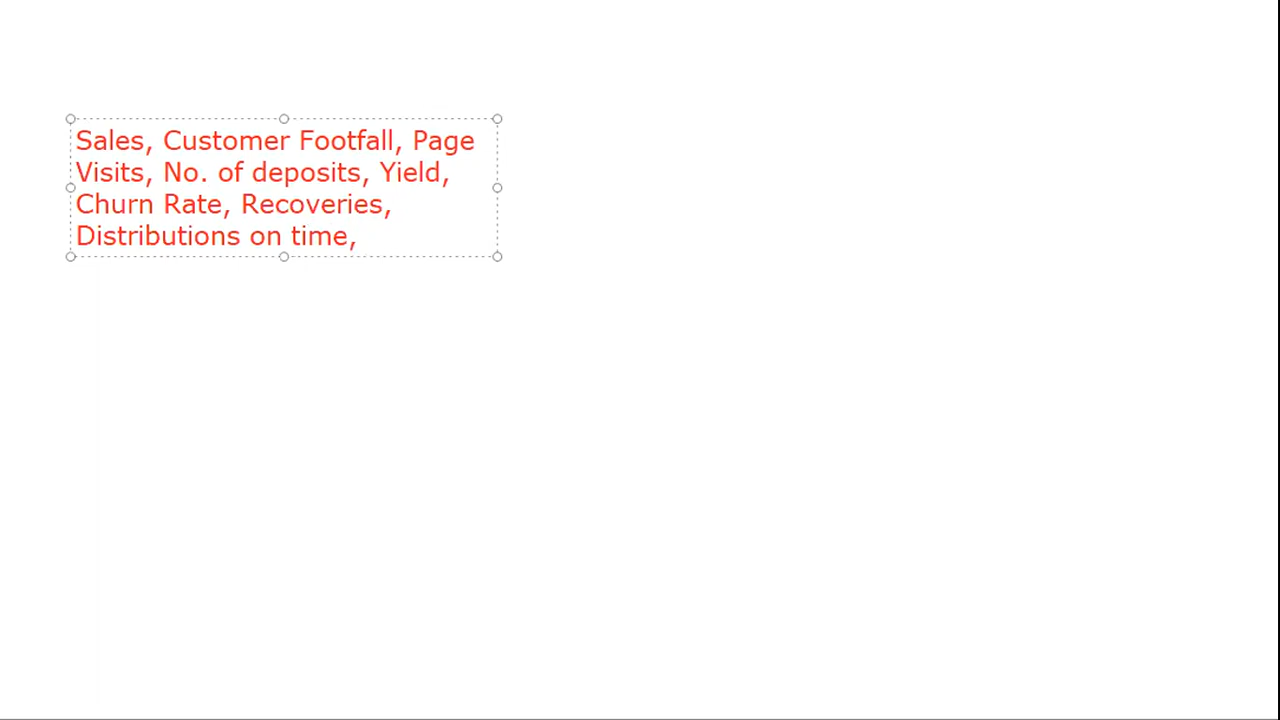 Sales, Customer Footfall, Page
Visits, No. of deposits, Yield,
Churn Rate, Recoveries,
Distributions on time,